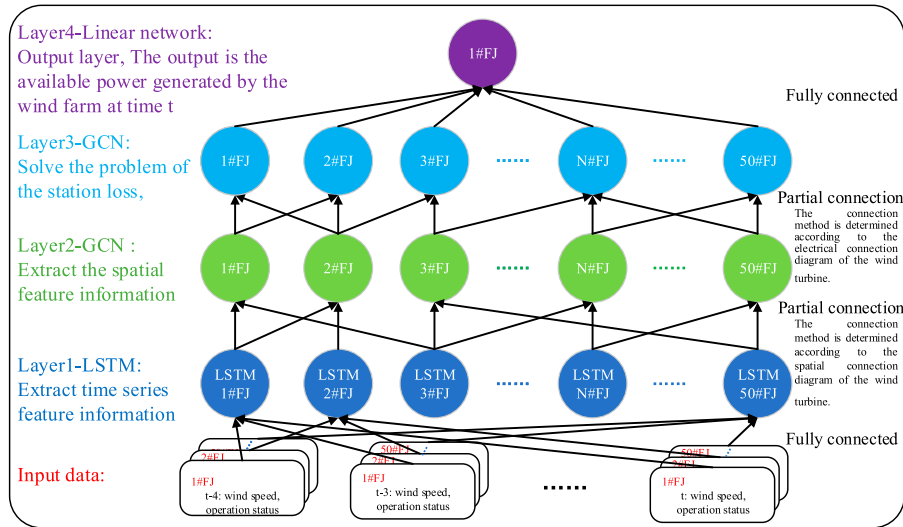 Layer4-Linear network:
Output layer, The output is the
available power generated by the
wind farm at time t
1#FJ
Fully connected
Layer3-GCN:
Solve the problem of
the station loss,
1#FJ
2#FJ
3#FJ
......
N#FJ
......
50#FJ
Partial connection
The connection
method is determined
according to the
electrical connection
diagram of the wind
turbine.
Layer2-GCN :
Extract the spatial
feature information
1#FJ
2#FJ
3#FJ
......
N#FJ
......
50#FJ
Partial connection
The connection
method is determined
according to the
spatial connection
diagram of the wind
turbine.
Layer1-LSTM:
Extract time series
feature information
LSTM
1#FJ
LSTM
2#FJ
LSTM
3#FJ
......
LSTM
N#FJ
......
LSTM
50#FJ
Fully connected
Input data:
2#FJ
1#FJ
t-4: wind speed,
operation status
50#FJ
2#FJ
1#FJ
t-3: wind speed,
operation status
......
50#FJ
2#FJ
1#FJ
t: wind speed,
operation status